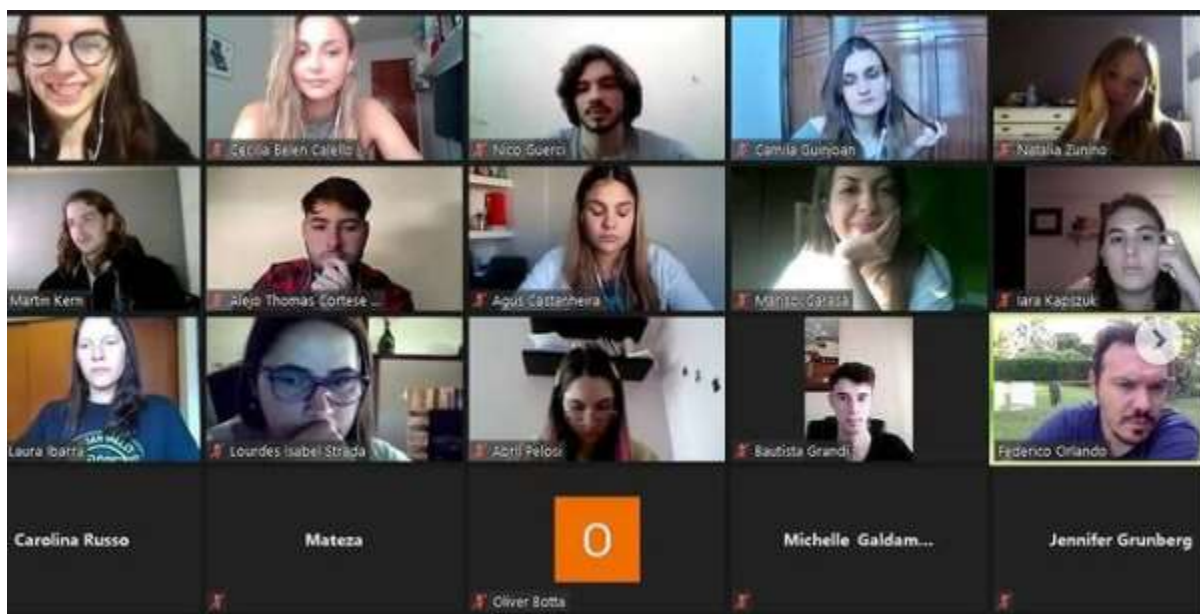 Cecilia Belen Calello ...
Nico Guerci
Camila Guinjoan
Natalia Zunino
Martin Kern
Alejo Thomas Cortese ...
Agus Castanheira
Marisol Garasa
Iara Kapszuk
Laura Ibarra
Lourdes Isabel Strada
Abril Pelosi
Bautista Grandi
Federico Orlando
Carolina Russo
Mateza
O
Oliver Botta
Michelle Galdam...
Jennifer Grunberg